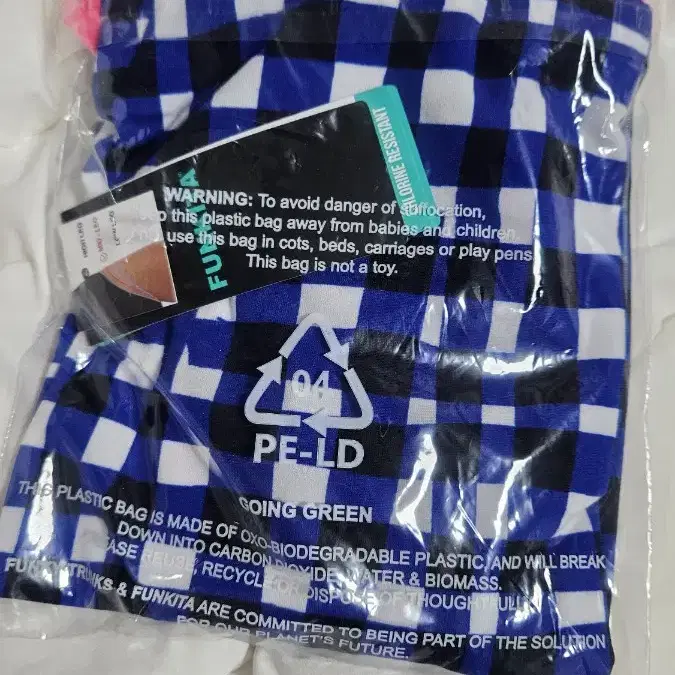 CHLORINE RESISTANT
FUNKITA
WARNING: To avoid danger of suffocation,
keep this plastic bag away from babies and children.
use this bag in cots, beds, carriages or play pens
This bag is not a toy.
04
PE-LD
GOING GREEN
THIS PLASTIC BAG IS MADE OF OXO-BIODEGRADABLE PLASTIC, AND WILL BREAK
DOWN INTO CARBON DIOXIDE, WATER & BIOMASS.
PLEASE REUSE, RECYCLE OR DISPOSE OF THOUGHTFULLY
FUNKY TRUNKS & FUNKITA ARE COMMITTED TO BEING PART OF THE SOLUTION
FOR OUR PLANET'S FUTURE.